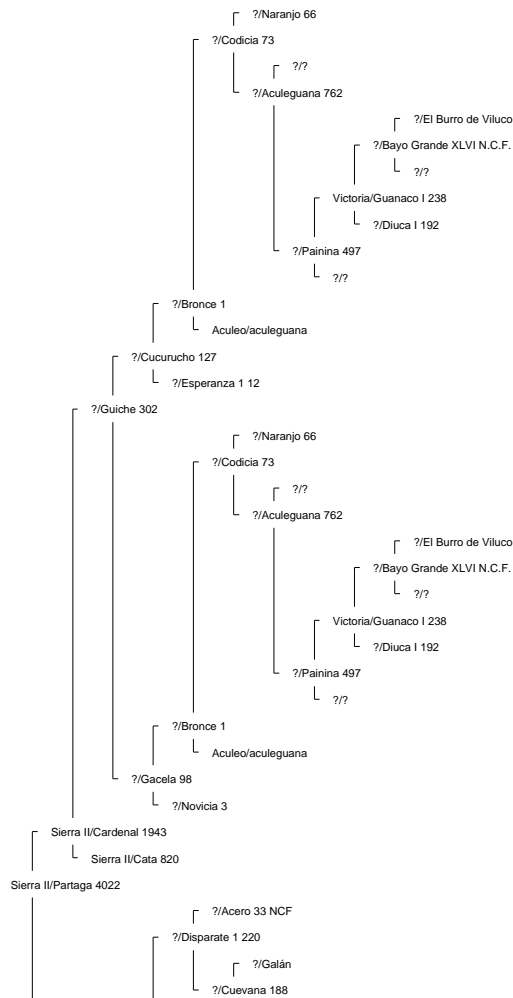 ?/Naranjo 66
?/Codicia 73
?/?
?/Aculeguana 762
?/El Burro de Viluco
?/Bayo Grande XLVI N.C.F.
?/?
Victoria/Guanaco I 238
?/Diuca I 192
?/Painina 497
?/?
?/Bronce 1
Aculeo/aculeguana
?/Cucurucho 127
?/Esperanza 1 12
?/Guiche 302
?/Naranjo 66
?/Codicia 73
?/?
?/Aculeguana 762
?/El Burro de Viluco
?/Bayo Grande XLVI N.C.F.
?/?
Victoria/Guanaco I 238
?/Diuca I 192
?/Painina 497
?/?
?/Bronce 1
Aculeo/aculeguana
?/Gacela 98
?/Novicia 3
Sierra II/Cardenal 1943
Sierra II/Cata 820
Sierra II/Partaga 4022
?/Acero 33 NCF
?/Disparate 1 220
?/Galán
?/Cuevana 188